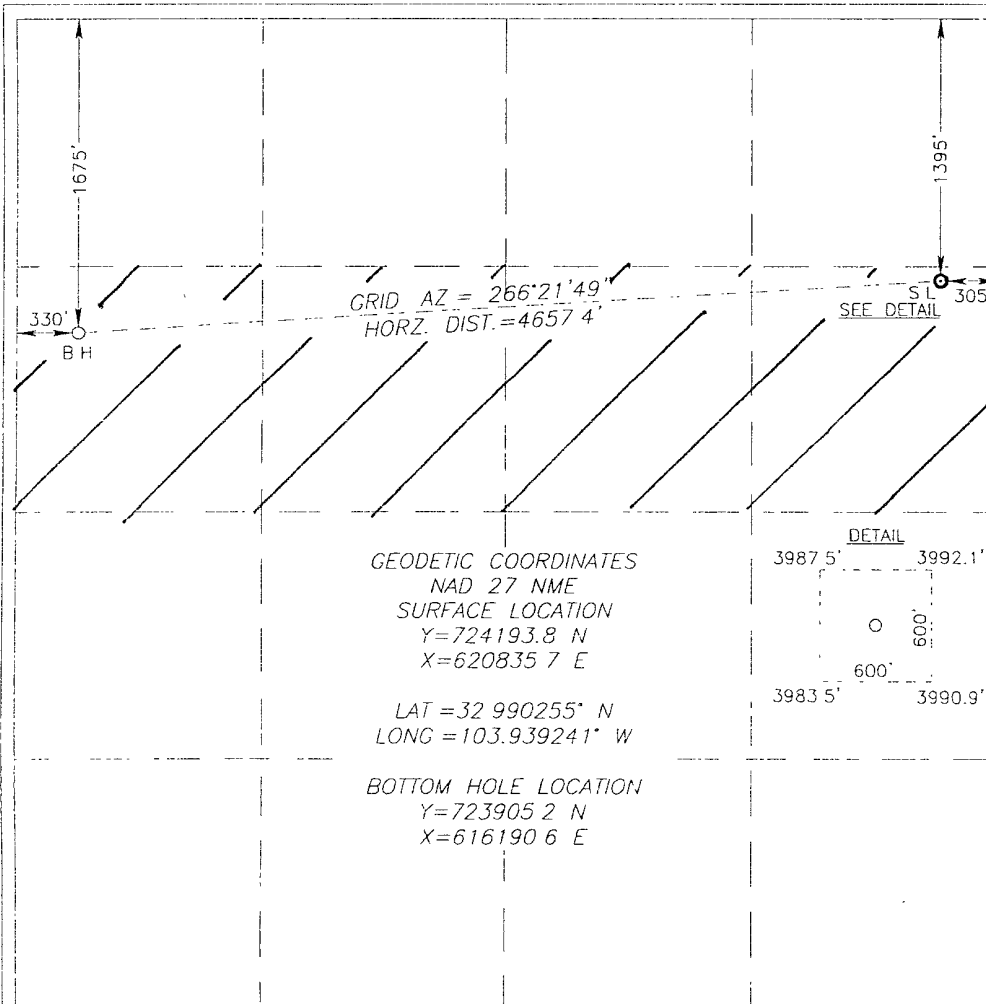 1675'
1395'
GRID AZ = 266°21'49"
HORZ. DIST.=4657 4'
330'
B H
S L
305
SEE DETAIL
DETAIL
3987.5' 3992.1'
600'
600'
3983 5' 3990.9'
GEODETIC COORDINATES
NAD 27 NME
SURFACE LOCATION
Y=724193.8 N
X=620835 7 E
LAT =32 990255° N
LONG =103.939241° W
BOTTOM HOLE LOCATION
Y=723905 2 N
X=616190 6 E